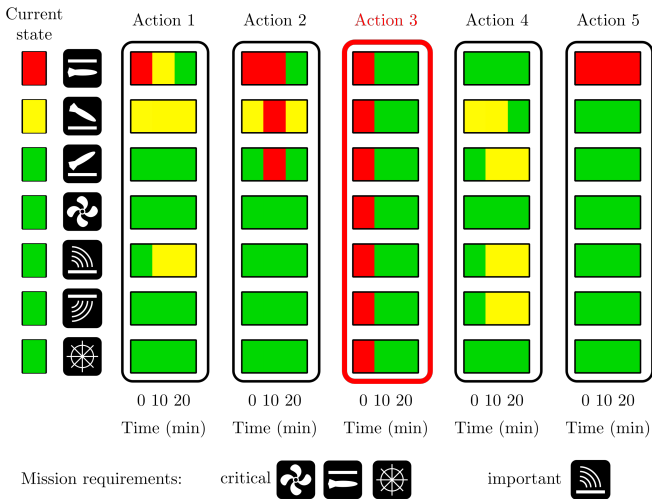 Current
state
Action 1
Action 2
Action 3
Action 4
Action 5
0 10 20
0 10 20
0 10 20
0 10 20
0 10 20
Time (min)
Time (min)
Time (min)
Time (min)
Time (min)
Mission requirements:
critical
important